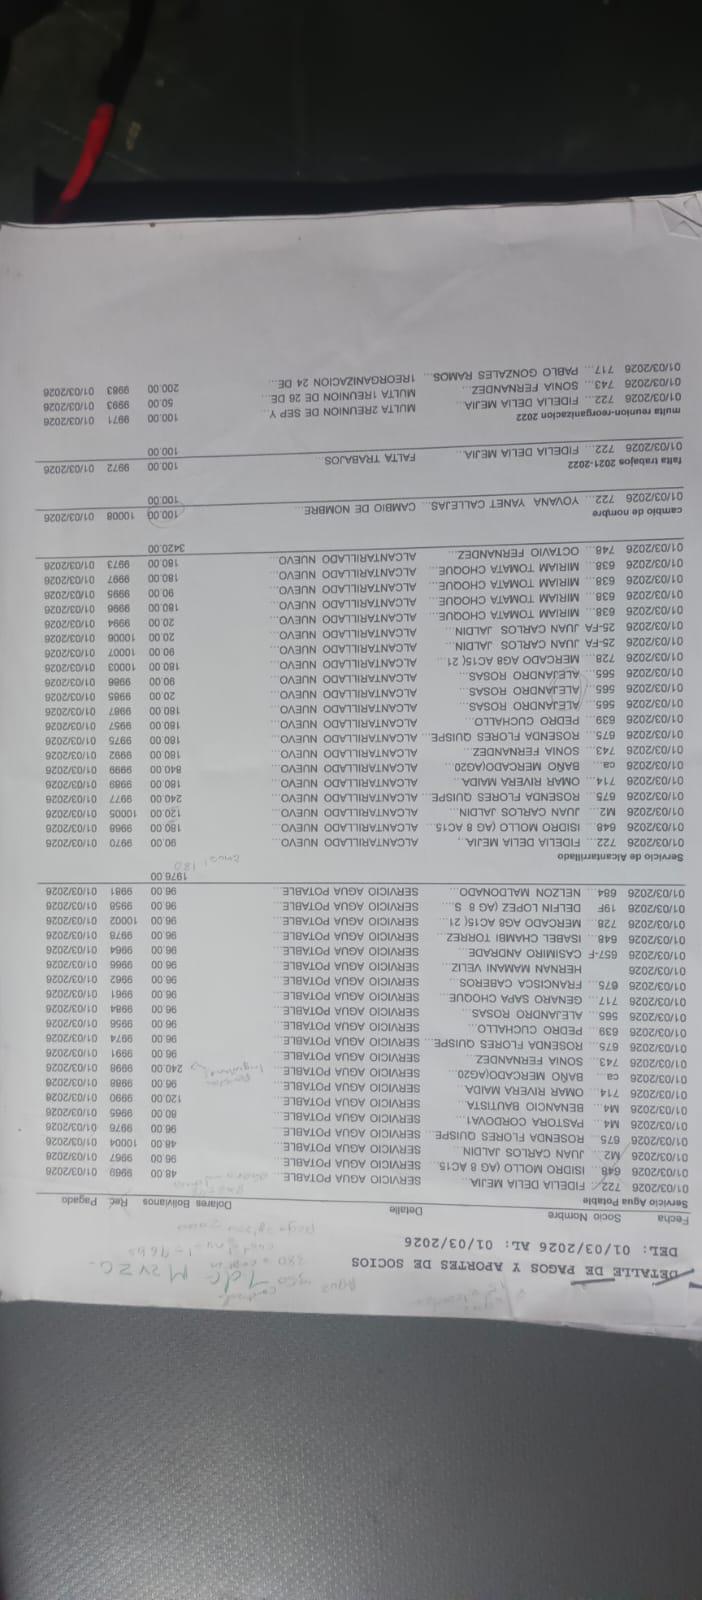 DETALLE DE PAGOS Y APORTES DE SOCIOS
DEL: 01/03/2026 AL: 01/03/2026
Fecha Socio Nombre Detalle Dolares Bolivianos Rec Pagado
Servicio Agua Potable
01/03/2026 722... FIDELIA DELIA MEJIA... SERVICIO AGUA POTABLE... 48.00 9969 01/03/2026
01/03/2026 648... ISIDRO MOLLO (AG 8 AC15... SERVICIO AGUA POTABLE... 96.00 9967 01/03/2026
01/03/2026 M2... JUAN CARLOS JALDIN... SERVICIO AGUA POTABLE... 48.00 10004 01/03/2026
01/03/2026 675... ROSENDA FLORES QUISPE... SERVICIO AGUA POTABLE... 96.00 9976 01/03/2026
01/03/2026 M4... PASTORA CORDOVA1... SERVICIO AGUA POTABLE... 80.00 9965 01/03/2026
01/03/2026 M4... BENANCIO BAUTISTA... SERVICIO AGUA POTABLE... 120.00 9990 01/03/2026
01/03/2026 714... OMAR RIVERA MAIDA... SERVICIO AGUA POTABLE... 96.00 9988 01/03/2026
01/03/2026 ca... BAÑO MERCADO(AG20... SERVICIO AGUA POTABLE... 240.00 9998 01/03/2026
01/03/2026 743... SONIA FERNANDEZ... SERVICIO AGUA POTABLE... 96.00 9991 01/03/2026
01/03/2026 675... ROSENDA FLORES QUISPE... SERVICIO AGUA POTABLE... 96.00 9974 01/03/2026
01/03/2026 639... PEDRO CUCHALLO... SERVICIO AGUA POTABLE... 96.00 9956 01/03/2026
01/03/2026 565... ALEJANDRO ROSAS... SERVICIO AGUA POTABLE... 96.00 9984 01/03/2026
01/03/2026 717... GENARO SAPA CHOQUE... SERVICIO AGUA POTABLE... 96.00 9961 01/03/2026
01/03/2026 675... FRANCISCA CABEROS... SERVICIO AGUA POTABLE... 96.00 9962 01/03/2026
01/03/2026 HERNAN MAMANI VELIZ... SERVICIO AGUA POTABLE... 96.00 9966 01/03/2026
01/03/2026 657-F CASIMIRO ANDRADE... SERVICIO AGUA POTABLE... 96.00 9964 01/03/2026
01/03/2026 648... ISABEL CHAMBI TORREZ... SERVICIO AGUA POTABLE... 96.00 9978 01/03/2026
01/03/2026 728... MERCADO AG8 AC15( 21... SERVICIO AGUA POTABLE... 96.00 10002 01/03/2026
01/03/2026 19F DELFIN LOPEZ (AG 8 S... SERVICIO AGUA POTABLE... 96.00 9958 01/03/2026
01/03/2026 684... NELZON MALDONADO... SERVICIO AGUA POTABLE... 96.00 9981 01/03/2026
1976.00
Servicio de Alcantarillado
01/03/2026 722... FIDELIA DELIA MEJIA... ALCANTARILLADO NUEVO... 90.00 9970 01/03/2026
01/03/2026 648... ISIDRO MOLLO (AG 8 AC15... ALCANTARILLADO NUEVO... 180.00 9968 01/03/2026
01/03/2026 M2... JUAN CARLOS JALDIN... ALCANTARILLADO NUEVO... 120.00 10005 01/03/2026
01/03/2026 675... ROSENDA FLORES QUISPE... ALCANTARILLADO NUEVO... 240.00 9977 01/03/2026
01/03/2026 714... OMAR RIVERA MAIDA... ALCANTARILLADO NUEVO... 180.00 9989 01/03/2026
01/03/2026 ca... BAÑO MERCADO(AG20... ALCANTARILLADO NUEVO... 840.00 9999 01/03/2026
01/03/2026 743... SONIA FERNANDEZ... ALCANTARILLADO NUEVO... 180.00 9992 01/03/2026
01/03/2026 675... ROSENDA FLORES QUISPE... ALCANTARILLADO NUEVO... 180.00 9975 01/03/2026
01/03/2026 639... PEDRO CUCHALLO... ALCANTARILLADO NUEVO... 180.00 9957 01/03/2026
01/03/2026 565... ALEJANDRO ROSAS... ALCANTARILLADO NUEVO... 180.00 9987 01/03/2026
01/03/2026 565... ALEJANDRO ROSAS... ALCANTARILLADO NUEVO... 20.00 9985 01/03/2026
01/03/2026 565... ALEJANDRO ROSAS... ALCANTARILLADO NUEVO... 90.00 9986 01/03/2026
01/03/2026 728... MERCADO AG8 AC15( 21... ALCANTARILLADO NUEVO... 180.00 10003 01/03/2026
01/03/2026 25-FA JUAN CARLOS JALDIN... ALCANTARILLADO NUEVO... 90.00 10007 01/03/2026
01/03/2026 25-FA JUAN CARLOS JALDIN... ALCANTARILLADO NUEVO... 20.00 10006 01/03/2026
01/03/2026 638... MIRIAM TOMATA CHOQUE... ALCANTARILLADO NUEVO... 20.00 9994 01/03/2026
01/03/2026 638... MIRIAM TOMATA CHOQUE... ALCANTARILLADO NUEVO... 180.00 9996 01/03/2026
01/03/2026 638... MIRIAM TOMATA CHOQUE... ALCANTARILLADO NUEVO... 90.00 9995 01/03/2026
01/03/2026 638... MIRIAM TOMATA CHOQUE... ALCANTARILLADO NUEVO... 180.00 9997 01/03/2026
01/03/2026 748... OCTAVIO FERNANDEZ... ALCANTARILLADO NUEVO... 180.00 9973 01/03/2026
3420.00
cambio de nombre
01/03/2026 722... YOVANA YANET CALLEJAS... CAMBIO DE NOMBRE... 100.00 10008 01/03/2026
100.00
falta trabajos 2021-2022
01/03/2026 722... FIDELIA DELIA MEJIA... FALTA TRABAJOS... 100.00 9972 01/03/2026
100.00
multa reunion-reorganizacion 2022
01/03/2026 722... FIDELIA DELIA MEJIA... MULTA 2REUNION DE SEP Y... 100.00 9971 01/03/2026
01/03/2026 743... SONIA FERNANDEZ... MULTA 1REUNION DE 26 DE... 50.00 9993 01/03/2026
01/03/2026 717... PABLO GONZALES RAMOS... 1REORGANIZACION 24 DE... 200.00 9983 01/03/2026